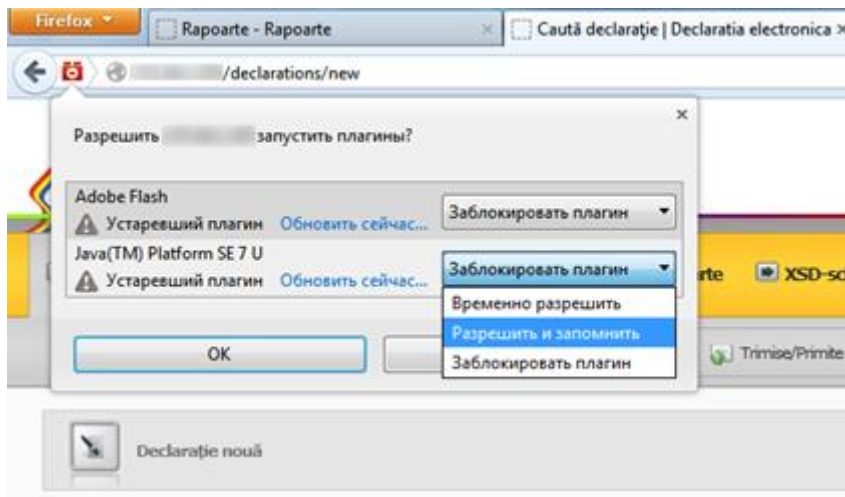 Firefox
Rapoarte - Rapoarte
Caută declarație | Declaratia electronica
/declarations/new
Разрешить запустить плагины?
Adobe Flash
Устаревший плагин Обновить сейчас...
Заблокировать плагин
Java(TM) Platform SE 7 U
Устаревший плагин Обновить сейчас...
Заблокировать плагин
Временно разрешить
Разрешить и запомнить
Заблокировать плагин
OK
XSD-sc
Trimise/Primite
Declarație nouă